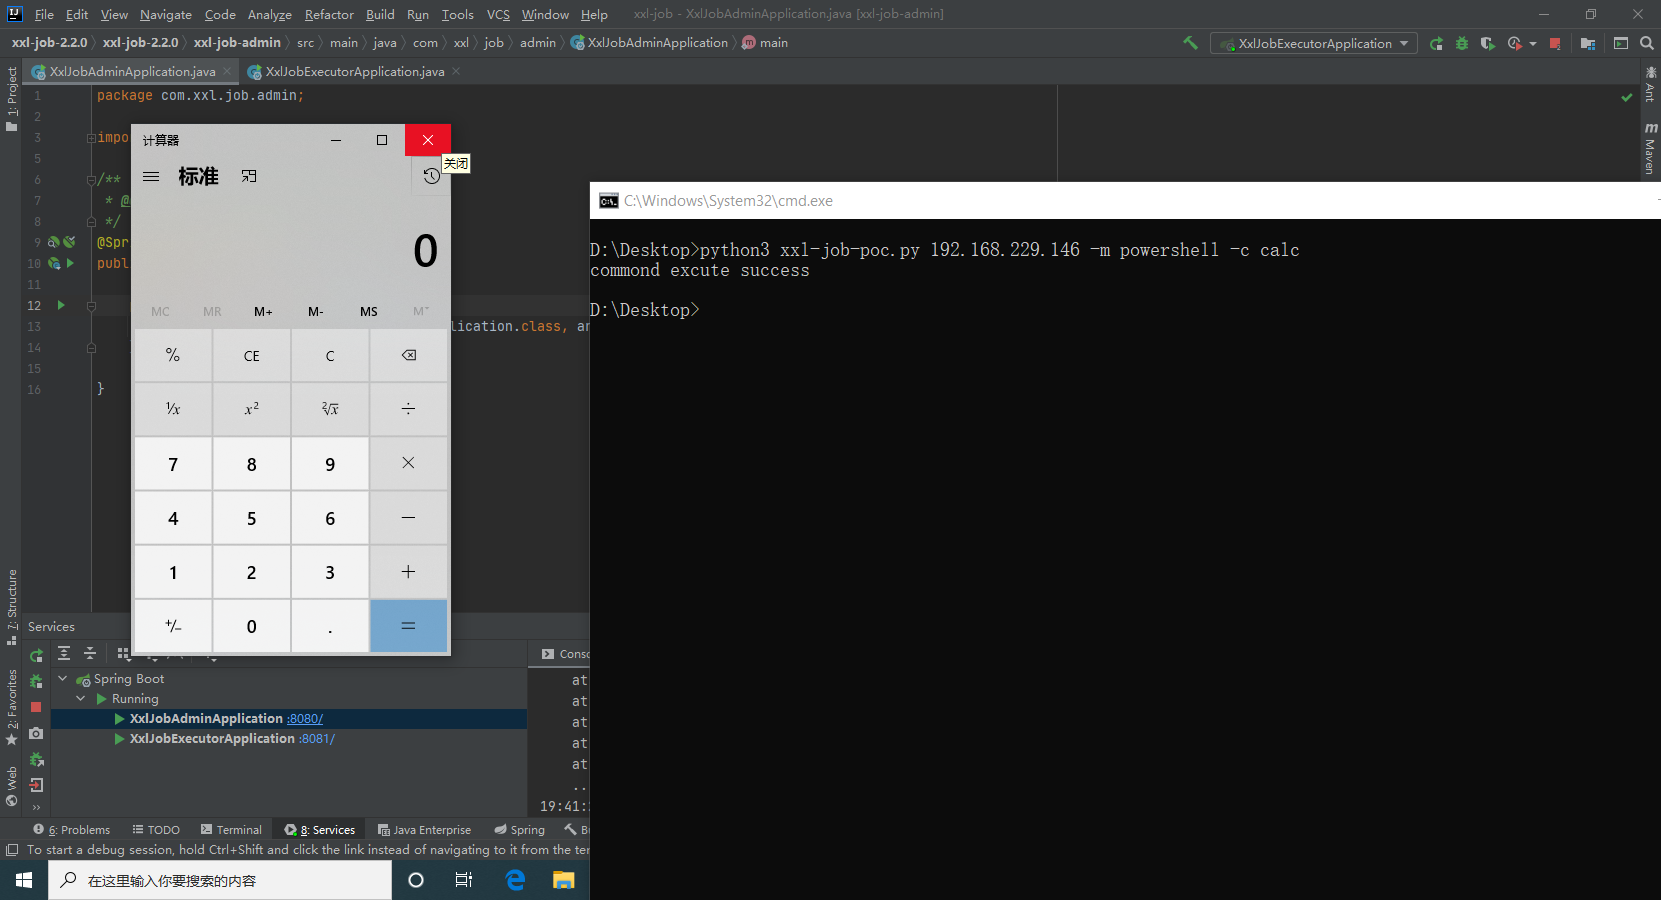 File Edit View Navigate Code Analyze Refactor Build Run Tools VCS Window Help xxl-job - XxlJobAdminApplication.java [xxl-job-admin]
xxl-job-2.2.0 xxl-job-2.2.0 xxl-job-admin src main java com xxl job admin XxlJobAdminApplication main XxlJobExecutorApplication
XxlJobAdminApplication.java XxlJobExecutorApplication.java
1: Project
Ant
Maven
1 package com.xxl.job.admin;
2
3 impo
5
6 /**
7 * @
8 */
9 @Spr
10 publ
11
12
13 lication.class, ar
14
15
16 }
计算器
关闭
标准
0
MC MR M+ M- MS M
% CE C
1/x x2 2√x ÷
7 8 9 ×
4 5 6 −
1 2 3 +
+/− 0 . =
C:\Windows\System32\cmd.exe
D:\Desktop>python3 xxl-job-poc.py 192.168.229.146 -m powershell -c calc
commond excute success
D:\Desktop>
7: Structure
2: Favorites
Web
Services
Conso
Spring Boot
Running
XxlJobAdminApplication :8080/
XxlJobExecutorApplication :8081/
at
at
at
at
at
..
19:41:
6: Problems TODO Terminal 8: Services Java Enterprise Spring Bu
To start a debug session, hold Ctrl+Shift and click the link instead of navigating to it from the ter
在这里输入你要搜索的内容